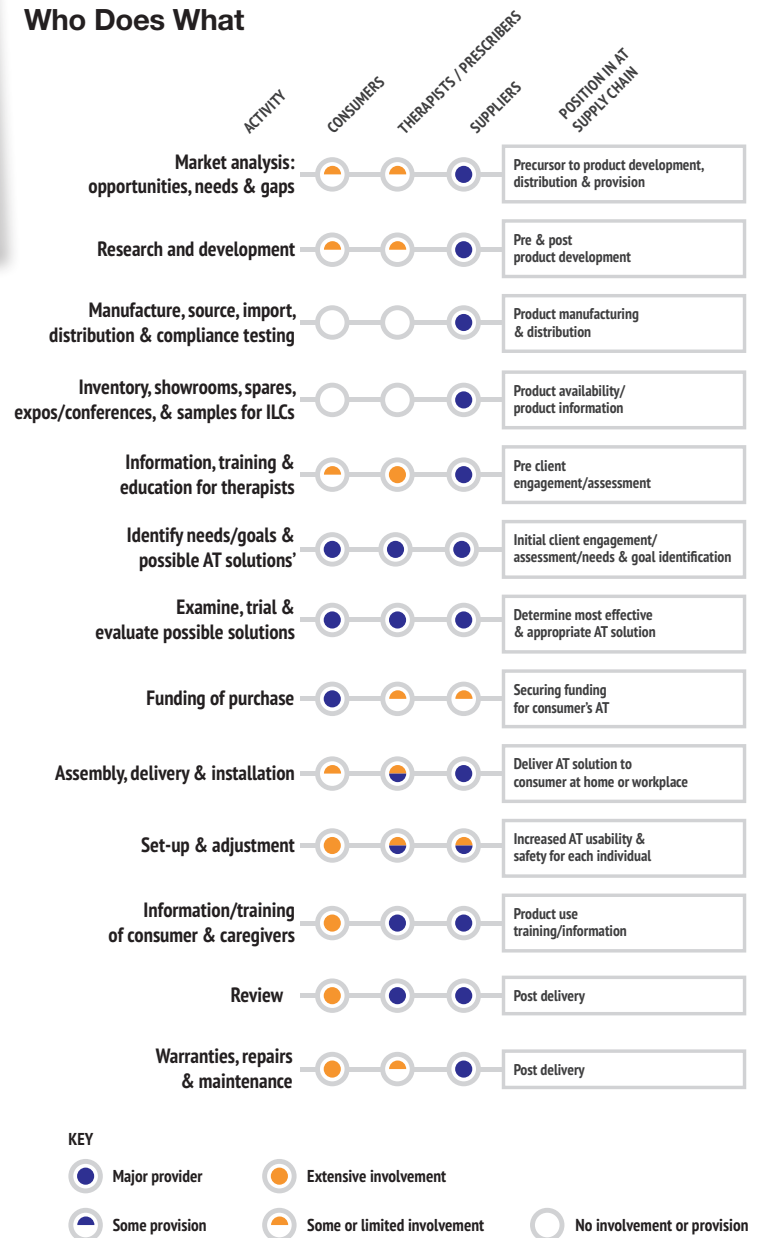 Who Does What
ACTIVITY
CONSUMERS
THERAPISTS / PRESCRIBERS
SUPPLIERS
POSITION IN AT
SUPPLY CHAIN
Market analysis:
opportunities, needs & gaps
Precursor to product development,
distribution & provision
Research and development
Pre & post
product development
Manufacture, source, import,
distribution & compliance testing
Product manufacturing
& distribution
Inventory, showrooms, spares,
expos/conferences, & samples for ILCs
Product availability/
product information
Information, training &
education for therapists
Pre client
engagement/assessment
Identify needs/goals &
possible AT solutions’
Initial client engagement/
assessment/needs & goal identification
Examine, trial &
evaluate possible solutions
Determine most effective
& appropriate AT solution
Funding of purchase
Securing funding
for consumer’s AT
Assembly, delivery & installation
Deliver AT solution to
consumer at home or workplace
Set-up & adjustment
Increased AT usability &
safety for each individual
Information/training
of consumer & caregivers
Product use
training/information
Review
Post delivery
Warranties, repairs
& maintenance
Post delivery
KEY
Major provider
Extensive involvement
Some provision
Some or limited involvement
No involvement or provision